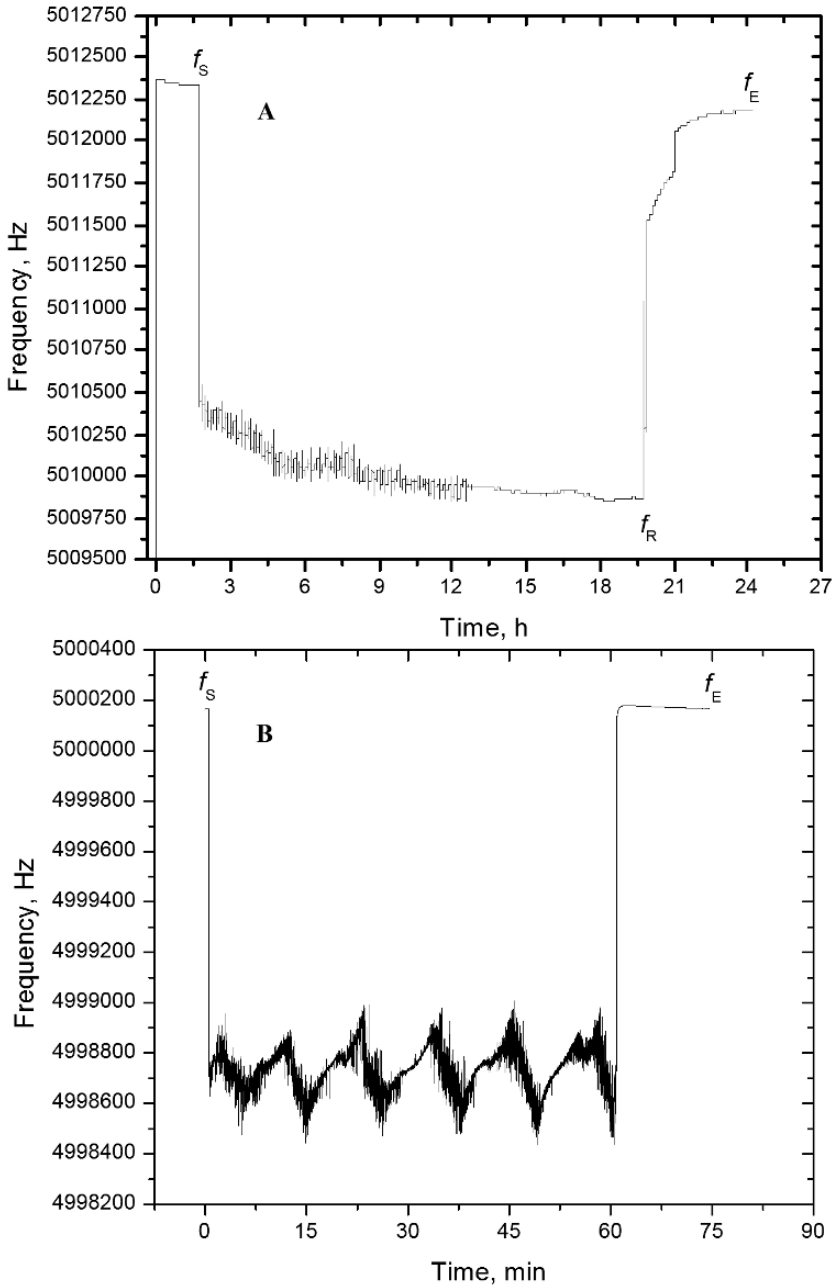 5012750
5012500
5012250
5012000
5011750
5011500
5011250
5011000
5010750
5010500
5010250
5010000
5009750
5009500
Frequency, Hz
fS
A
fE
fR
0 3 6 9 12 15 18 21 24 27
Time, h
5000400
5000200
5000000
4999800
4999600
4999400
4999200
4999000
4998800
4998600
4998400
4998200
Frequency, Hz
fS
B
fE
0 15 30 45 60 75 90
Time, min